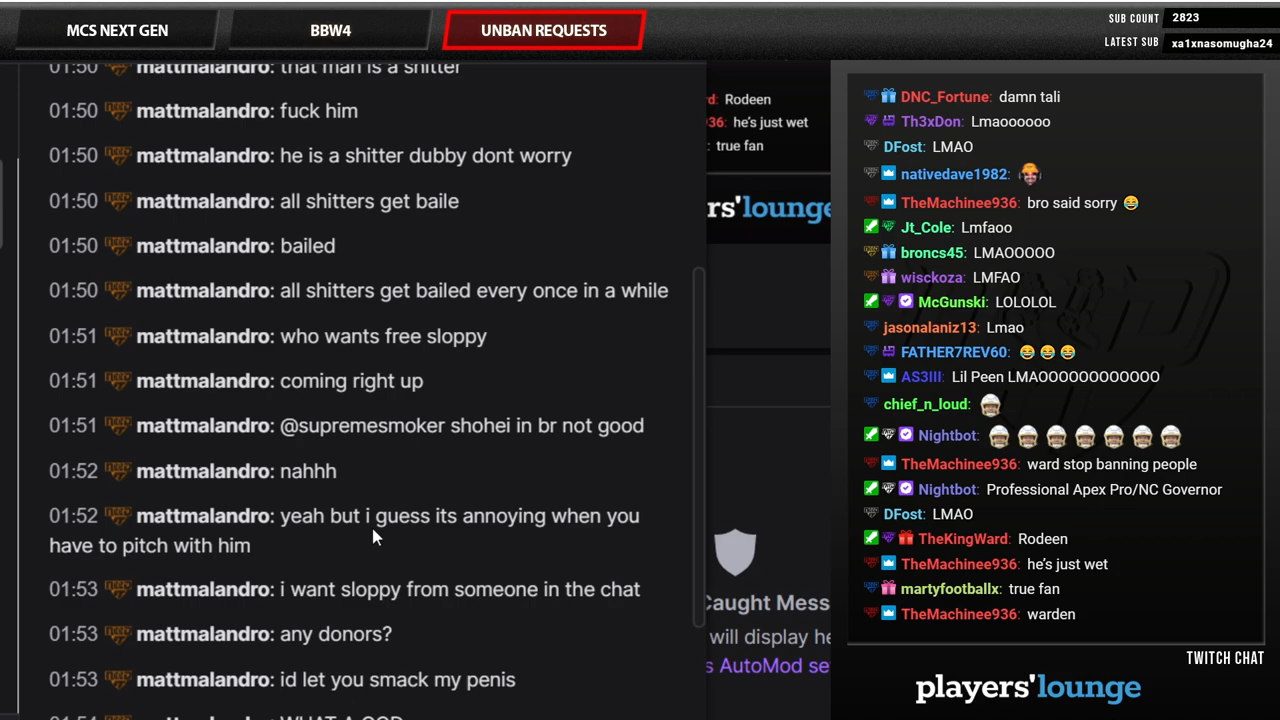 MCS NEXT GEN
BBW4
UNBAN REQUESTS
SUB COUNT 2823
LATEST SUB xa1xnasomugha24
01:50 mattmalandro: that man is a shitter
01:50 mattmalandro: fuck him
01:50 mattmalandro: he is a shitter dubby dont worry
01:50 mattmalandro: all shitters get baile
01:50 mattmalandro: bailed
01:50 mattmalandro: all shitters get bailed every once in a while
01:51 mattmalandro: who wants free sloppy
01:51 mattmalandro: coming right up
01:51 mattmalandro: @supremesmoker shohei in br not good
01:52 mattmalandro: nahhh
01:52 mattmalandro: yeah but i guess its annoying when you
have to pitch with him
01:53 mattmalandro: i want sloppy from someone in the chat
01:53 mattmalandro: any donors?
01:53 mattmalandro: id let you smack my penis
01:54 mattmalandro: WHAT A GOD
rd: Rodeen
36: he's just wet
: true fan
rs'lounge
Caught Mess
will display he
s AutoMod se
DNC_Fortune: damn tali
Th3xDon: Lmaooooo
DFost: LMAO
nativedave1982:
TheMachinee936: bro said sorry 😂
Jt_Cole: Lmfaoo
broncs45: LMAOOOOO
wisckoza: LMFAO
McGunski: LOLOLOL
jasonalaniz13: Lmao
FATHER7REV60: 😂 😂 😂
AS3III: Lil Peen LMAOOOOOOOOOOOO
chief_n_loud:
Nightbot:
TheMachinee936: ward stop banning people
Nightbot: Professional Apex Pro/NC Governor
DFost: LMAO
TheKingWard: Rodeen
TheMachinee936: he's just wet
martyfootballx: true fan
TheMachinee936: warden
TWITCH CHAT
players'lounge